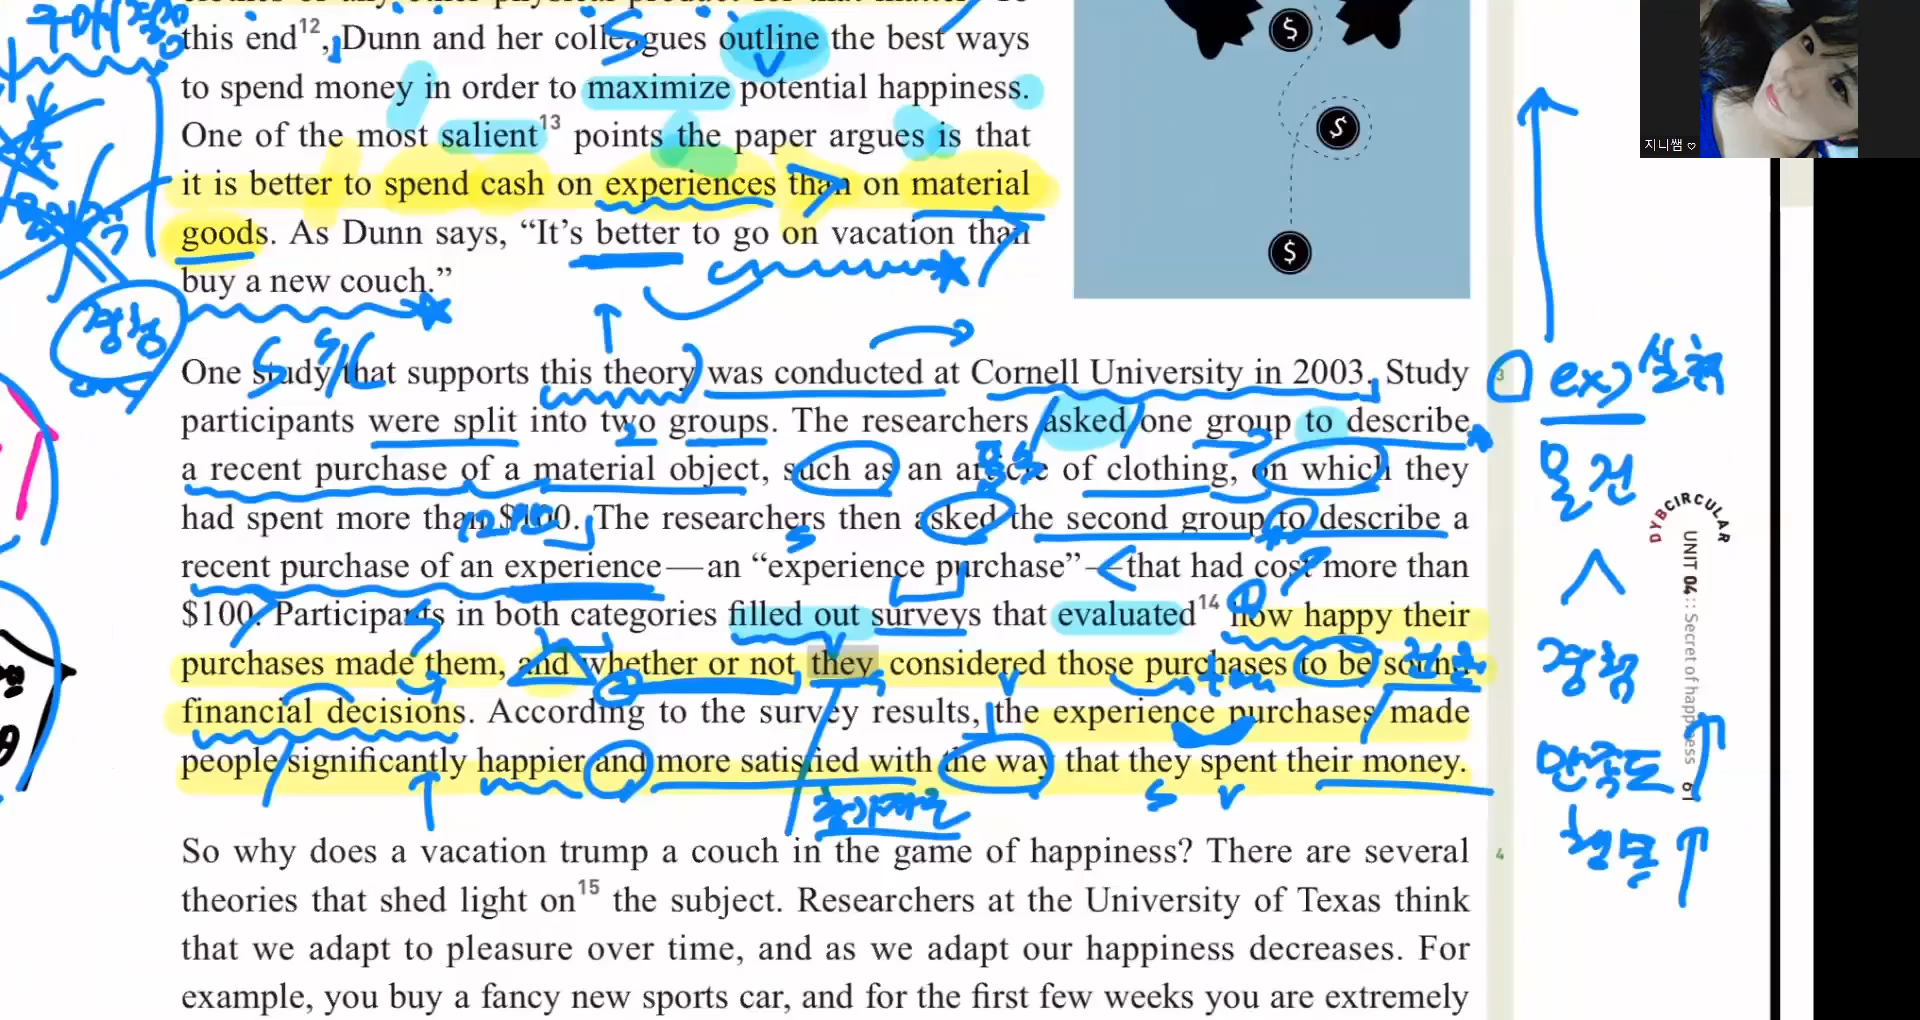 this end12, Dunn and her colleagues outline the best ways
to spend money in order to maximize potential happiness.
One of the most salient13 points the paper argues is that
it is better to spend cash on experiences than on material
goods. As Dunn says, “It’s better to go on vacation than
buy a new couch.”
One study that supports this theory was conducted at Cornell University in 2003. Study
participants were split into two groups. The researchers asked one group to describe
a recent purchase of a material object, such as an article of clothing, on which they
had spent more than $100. The researchers then asked the second group to describe a
recent purchase of an experience—an “experience purchase”—that had cost more than
$100. Participants in both categories filled out surveys that evaluated14 how happy their
purchases made them, and whether or not they considered those purchases to be sound
financial decisions. According to the survey results, the experience purchases made
people significantly happier and more satisfied with the way that they spent their money.
So why does a vacation trump a couch in the game of happiness? There are several
theories that shed light on15 the subject. Researchers at the University of Texas think
that we adapt to pleasure over time, and as we adapt our happiness decreases. For
example, you buy a fancy new sports car, and for the first few weeks you are extremely
3
4
$
$
$
경험
ex) 실험
물건
경험
만족도
행복
DYBCIRCULAR
UNIT 04 :: Secret of happiness 61
지니쌤 ♡